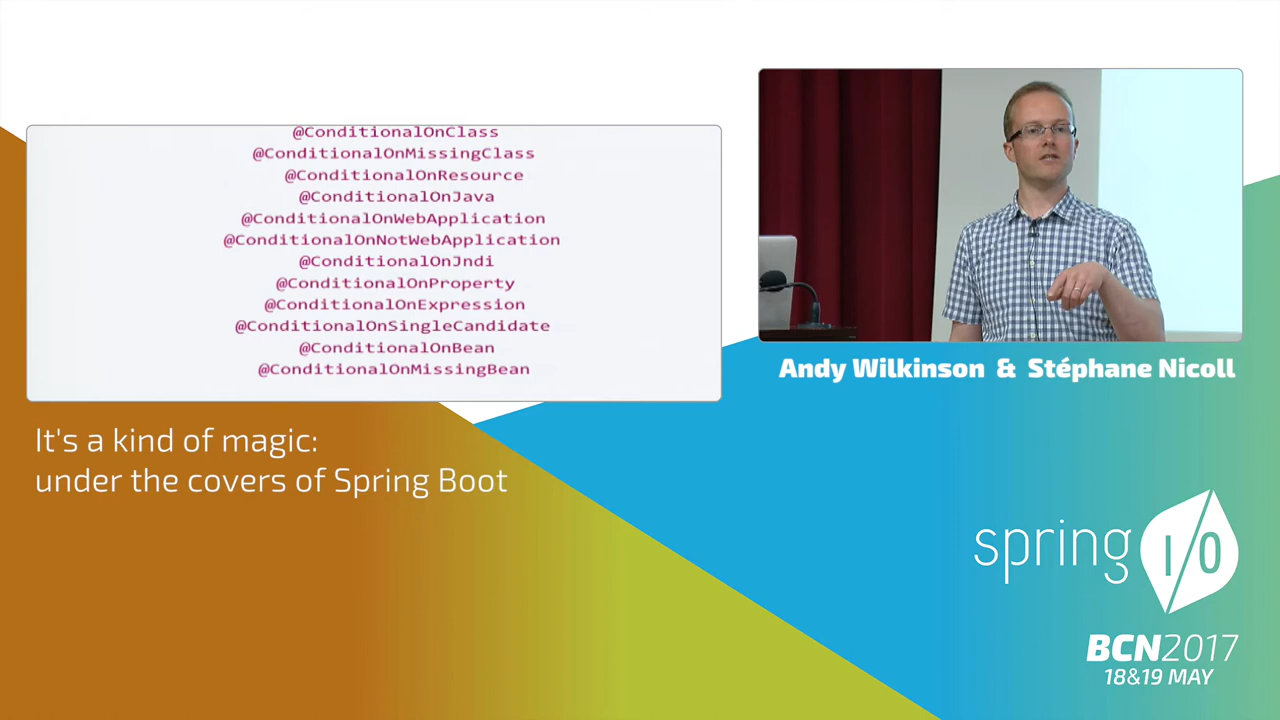 @ConditionalOnClass
@ConditionalOnMissingClass
@ConditionalOnResource
@ConditionalOnJava
@ConditionalOnWebApplication
@ConditionalOnNotWebApplication
@ConditionalOnJndi
@ConditionalOnProperty
@ConditionalOnExpression
@ConditionalOnSingleCandidate
@ConditionalOnBean
@ConditionalOnMissingBean
Andy Wilkinson & Stéphane Nicoll
It's a kind of magic:
under the covers of Spring Boot
spring I/O
BCN2017
18&19 MAY